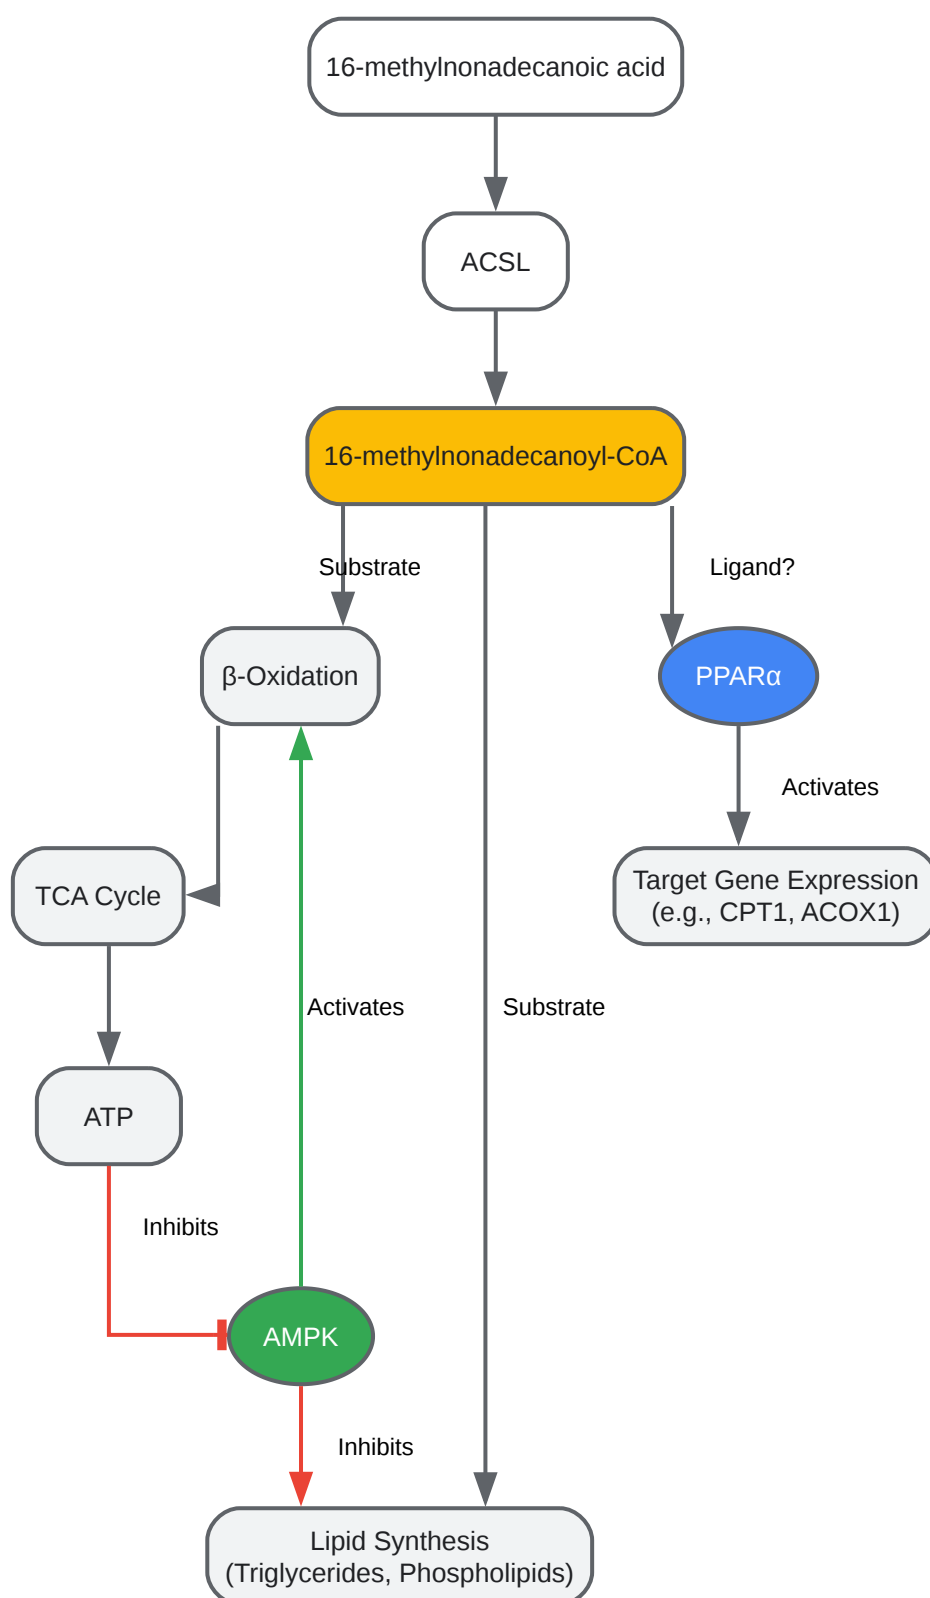 16-methylnonadecanoic acid
ACSL
16-methylnonadecanoyl-CoA
Substrate
Ligand?
β-Oxidation
PPARα
Activates
TCA Cycle
Target Gene Expression
(e.g., CPT1, ACOX1)
Activates
Substrate
ATP
Inhibits
AMPK
Inhibits
Lipid Synthesis
(Triglycerides, Phospholipids)